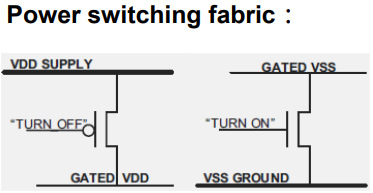 Power switching fabric：
VDD SUPPLY
"TURN OFF"
GATED VDD
GATED VSS
"TURN ON"
VSS GROUND